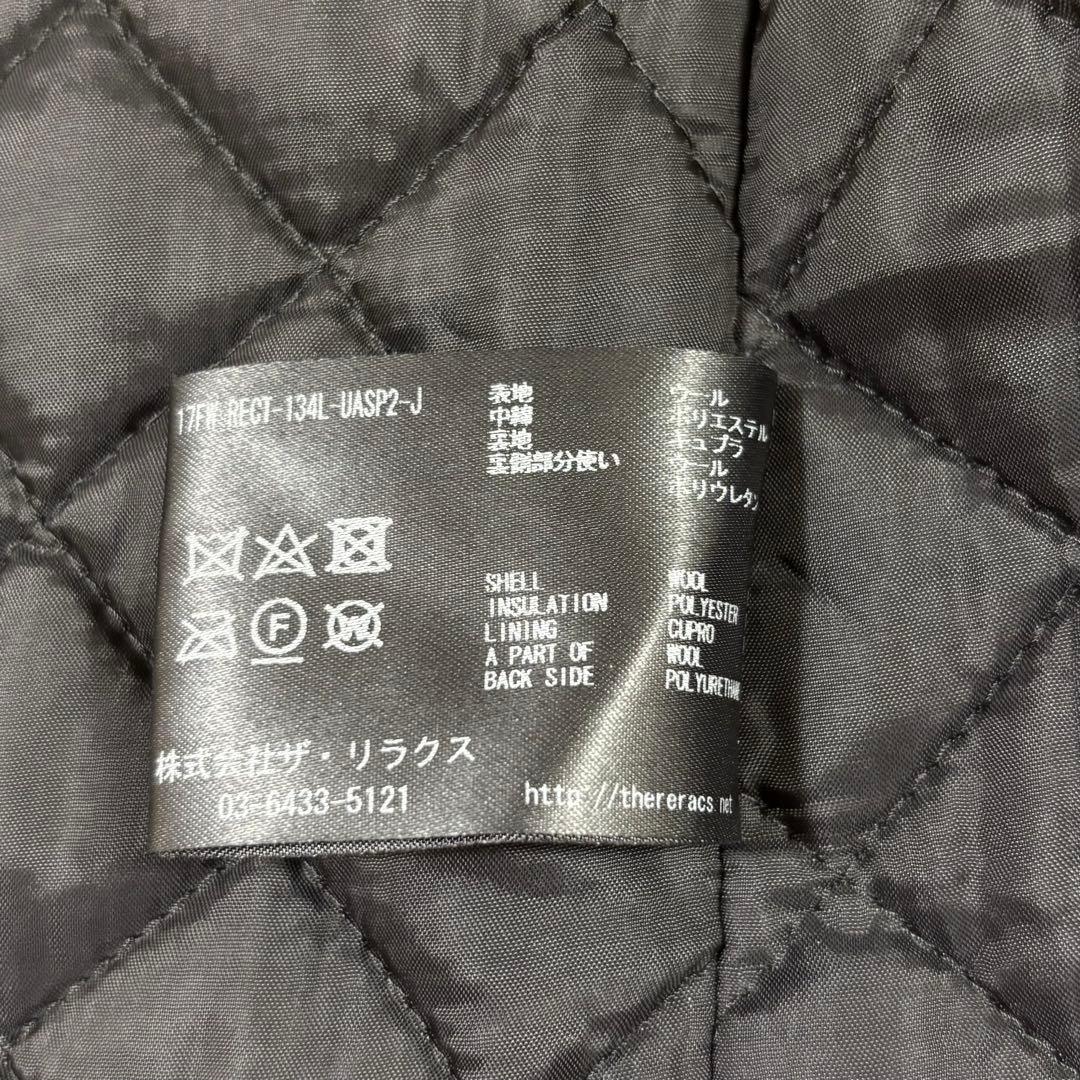 17FW-RECT-134L-UASP2-J
表地 ウール
中綿 ポリエステル
裏地 キュプラ
裏側部分使い ウール
ポリウレタン
SHELL WOOL
INSULATION POLYESTER
LINING CUPRO
A PART OF WOOL
BACK SIDE POLYURETHANE
F
W
株式会社ザ・リラクス
03-6433-5121
http://thereracs.net